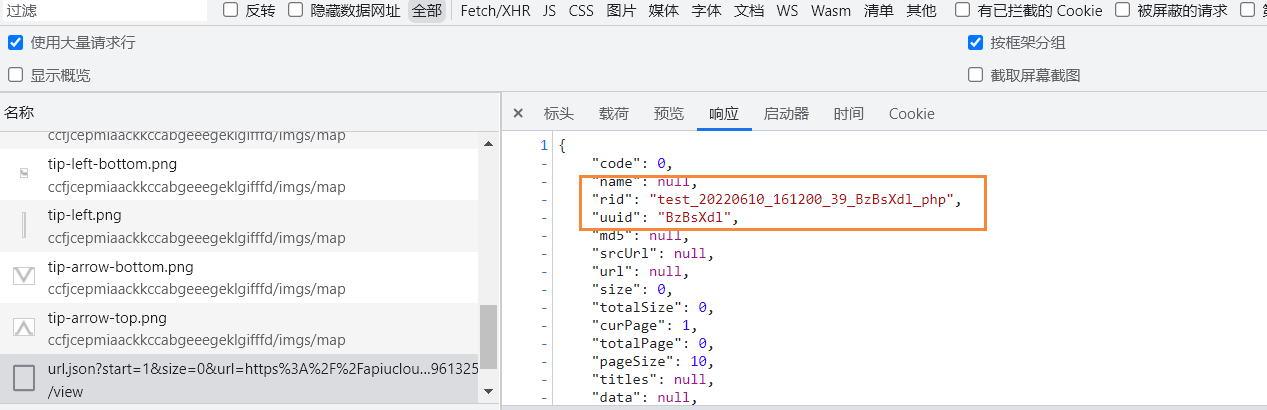 过滤 反转 隐藏数据网址 全部 Fetch/XHR JS CSS 图片 媒体 字体 文档 WS Wasm 清单 其他 有已拦截的 Cookie 被屏蔽的请求
使用大量请求行 按框架分组
显示概览 截取屏幕截图
名称
ccfjcepmiaackkccabgeeegeklgifffd/imgs/map
tip-left-bottom.png
ccfjcepmiaackkccabgeeegeklgifffd/imgs/map
tip-left.png
ccfjcepmiaackkccabgeeegeklgifffd/imgs/map
tip-arrow-bottom.png
ccfjcepmiaackkccabgeeegeklgifffd/imgs/map
tip-arrow-top.png
ccfjcepmiaackkccabgeeegeklgifffd/imgs/map
url.json?start=1&size=0&url=https%3A%2F%2Fapiuclou...961325
/view
× 标头 载荷 预览 响应 启动器 时间 Cookie
1 {
- "code": 0,
- "name": null,
- "rid": "test_20220610_161200_39_BzBsXdl_php",
- "uuid": "BzBsXdl",
- "md5": null,
- "srcUrl": null,
- "url": null,
- "size": 0,
- "totalSize": 0,
- "curPage": 1,
- "totalPage": 0,
- "pageSize": 10,
- "titles": null,
- "data": null,